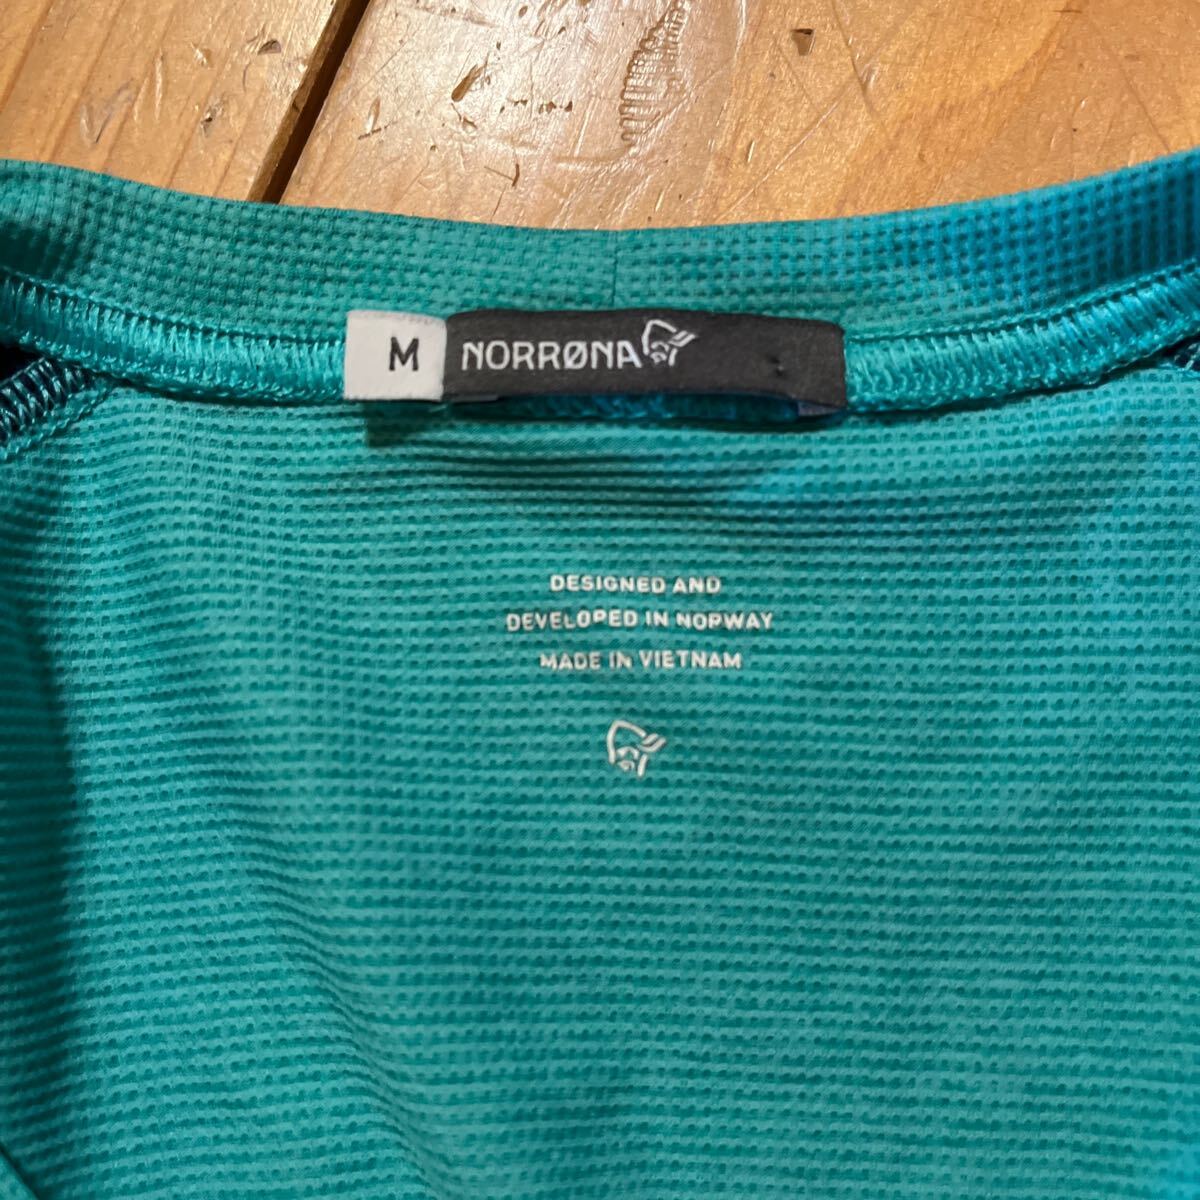 M NORRØNA
DESIGNED AND
DEVELOPED IN NORWAY
MADE IN VIETNAM